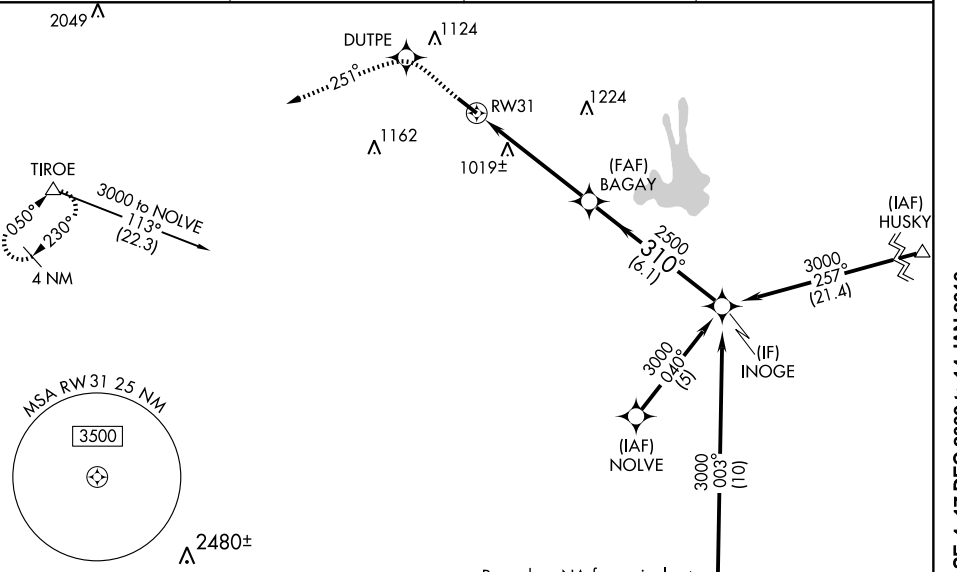 2049
DUTPE
1124
251°
RW31
1224
1162
1019±
(FAF)
BAGAY
TIROE
3000 to NOLVE
113°
(22.3)
050°
230°
4 NM
(IAF)
HUSKY
2500
310°
(6.1)
3000
257°
(21.4)
(IF)
INOGE
3000
040°
(5)
(IAF)
NOLVE
MSA RW31 25 NM
3500
3000
003°
(10)
2480±